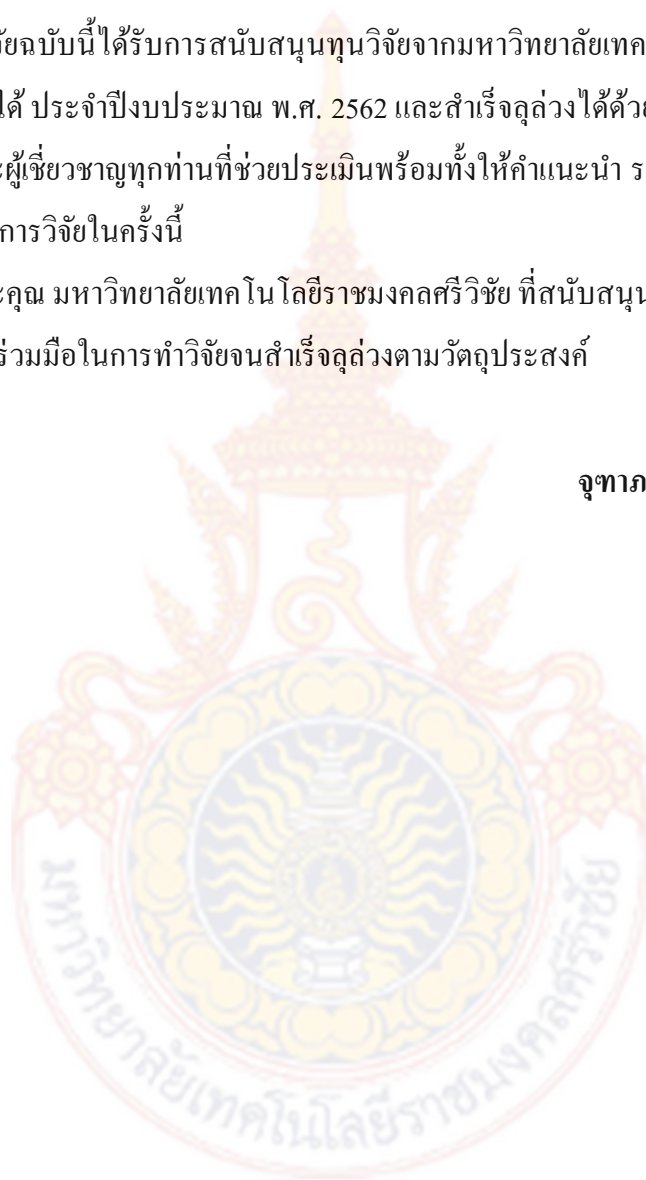 ัยฉบับนี้ได้รับการสนับสนุนทุนวิจัยจากมหาวิทยาลัยเทค
ได้ ประจำปีงบประมาณ พ.ศ. 2562 และสำเร็จลุล่วงได้ด้วย
ะผู้เชี่ยวชาญทุกท่านที่ช่วยประเมินพร้อมทั้งให้คำแนะนำ ร
การวิจัยในครั้งนี้
ะคุณ มหาวิทยาลัยเทคโนโลยีราชมงคลศรีวิชัย ที่สนับสนุน
ร่วมมือในการทำวิจัยจนสำเร็จลุล่วงตามวัตถุประสงค์
จุฑาภ
มหาวิทยาลัยเทคโนโลยีราชมงคลศรีวิชัย